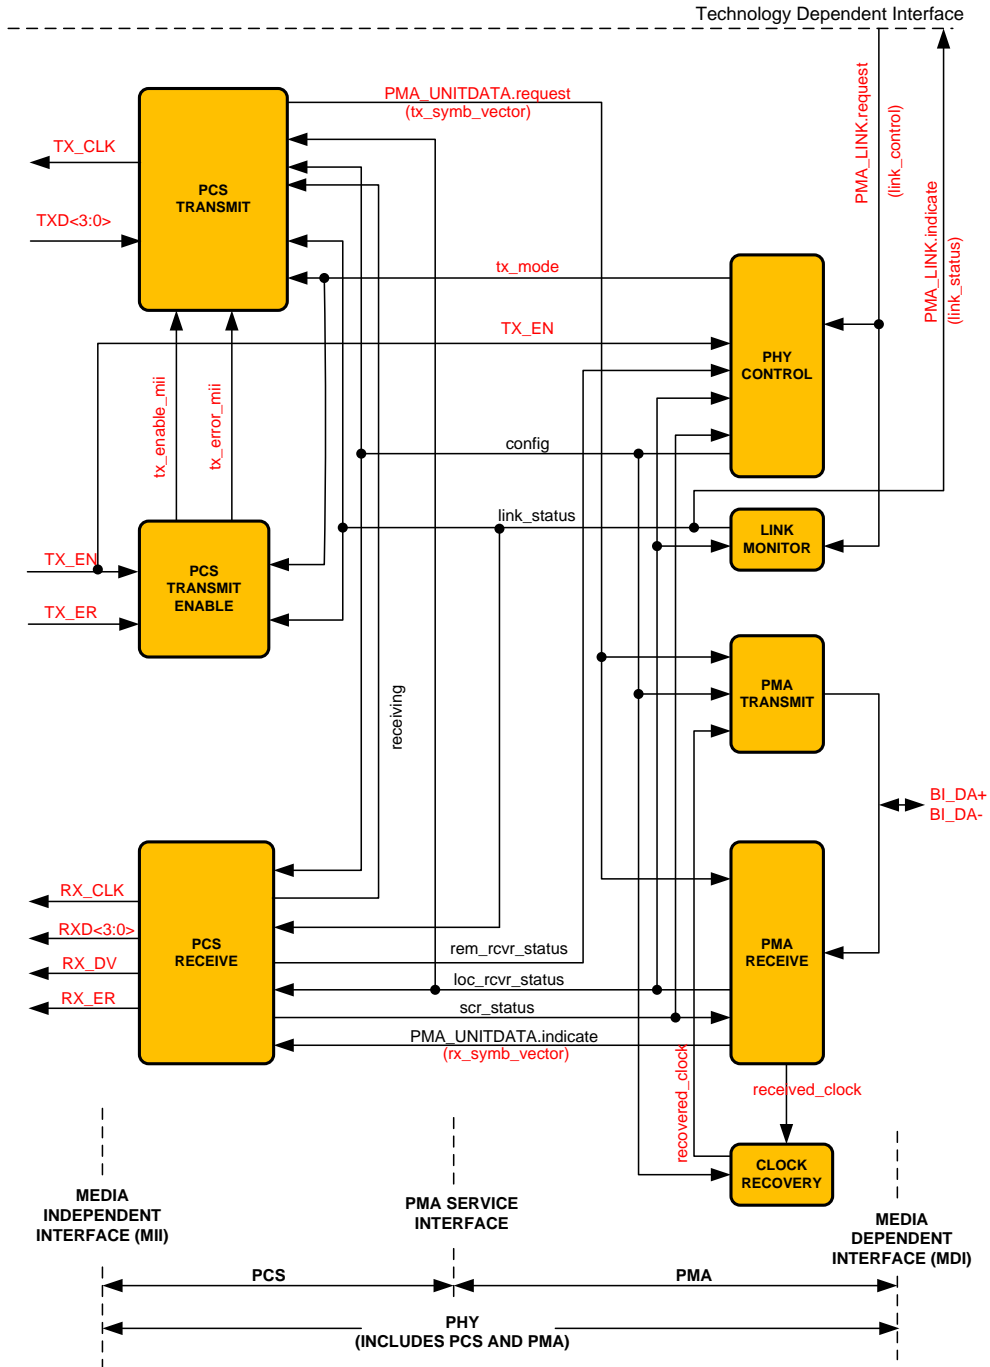 Technology Dependent Interface
PMA_UNITDATA.request
(tx_symb_vector)
PMA_LINK.request
(link_control)
PMA_LINK.indicate
(link_status)
TX_CLK
TXD<3:0>
PCS
TRANSMIT
tx_mode
TX_EN
PHY
CONTROL
tx_enable_mii
tx_error_mii
config
link_status
LINK
MONITOR
TX_EN
TX_ER
PCS
TRANSMIT
ENABLE
PMA
TRANSMIT
receiving
BI_DA+
BI_DA-
RX_CLK
RXD<3:0>
RX_DV
RX_ER
PCS
RECEIVE
rem_rcvr_status
loc_rcvr_status
scr_status
PMA_UNITDATA.indicate
(rx_symb_vector)
PMA
RECEIVE
recovered_clock
received_clock
CLOCK
RECOVERY
MEDIA
INDEPENDENT
INTERFACE (MII)
PMA SERVICE
INTERFACE
MEDIA
DEPENDENT
INTERFACE (MDI)
PCS
PMA
PHY
(INCLUDES PCS AND PMA)